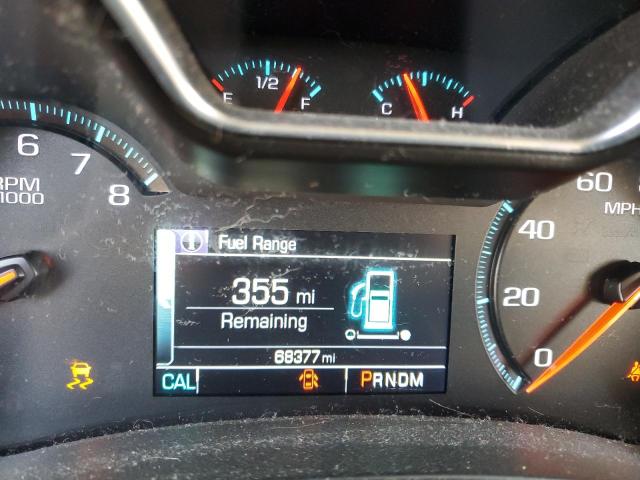 1/2
E F
C H
6 7 8
RPM
x1000
Fuel Range
355 mi
Remaining
68377 mi
CAL
PRNDM
60
MPH
40
20
0